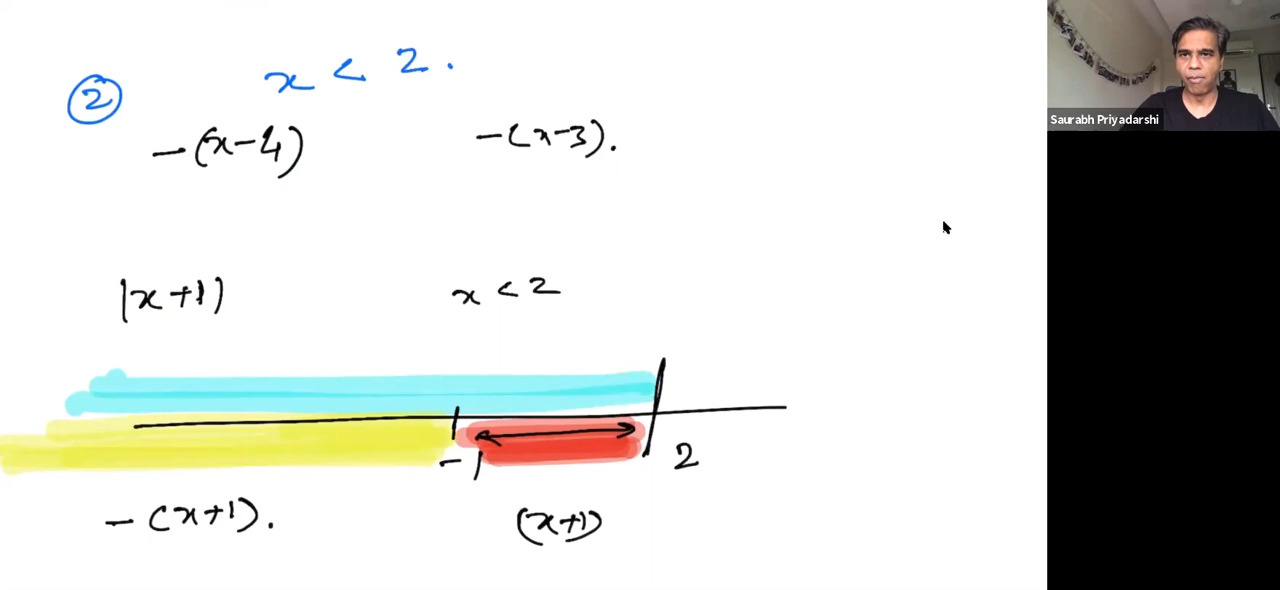 ② x < 2.
-(x-4) -(x-3).
|x+1| x < 2
-1 2
-(x+1). (x+1)
Saurabh Priyadarshi